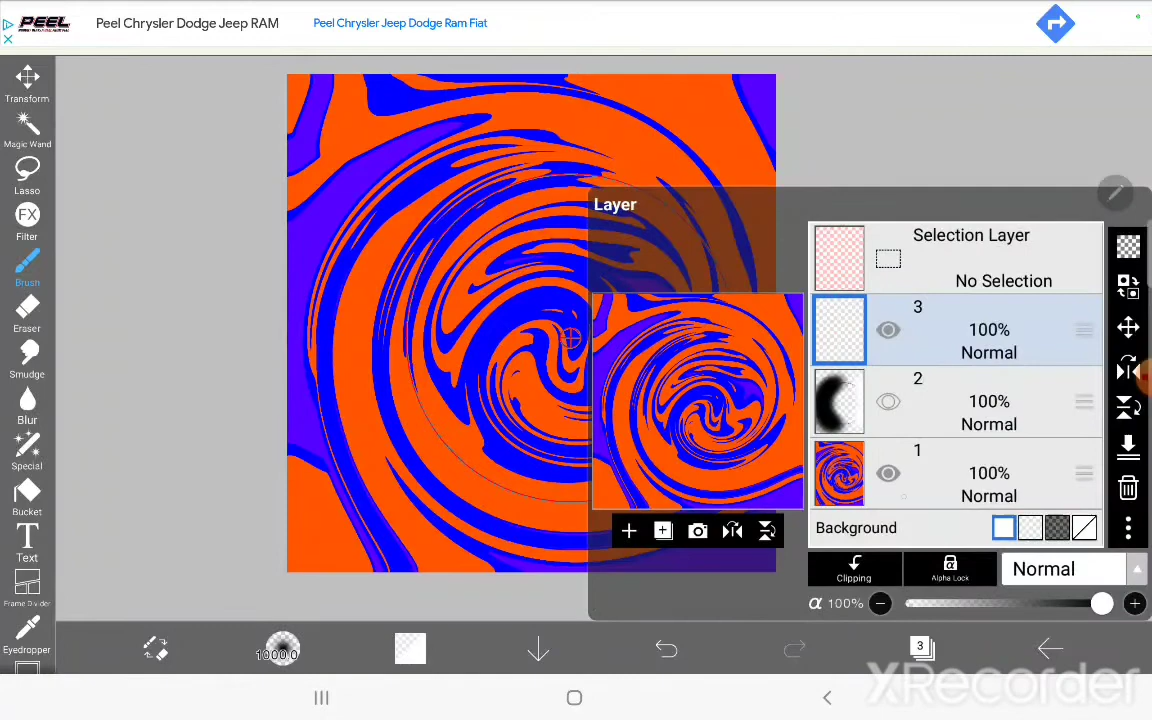 PEEL
Peel Chrysler Dodge Jeep RAM
Peel Chrysler Jeep Dodge Ram Fiat
Transform
Magic Wand
Lasso
FX
Filter
Brush
Eraser
Smudge
Blur
Special
Bucket
T
Text
Frame Divider
Eyedropper
Layer
Selection Layer
No Selection
3
100%
Normal
2
100%
Normal
1
100%
Normal
Background
Clipping
α
Alpha Lock
Normal
α 100%
1000.0
3
XRecorder